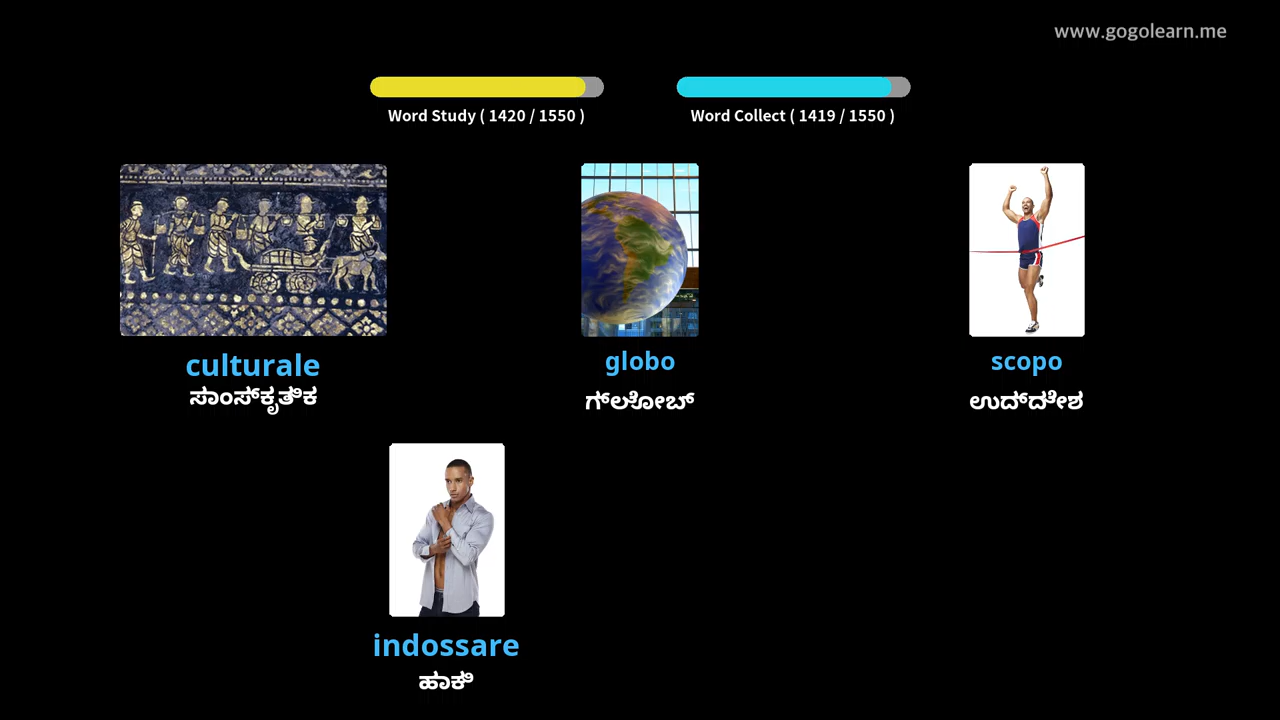 www.gogolearn.me
Word Study ( 1420 / 1550 )
Word Collect ( 1419 / 1550 )
culturale
ಸಾಂಸ್ಕೃತಿಕ
globo
ಗ್ಲೋಬ್
scopo
ಉದ್ದೇಶ
indossare
ಹಾಕಿ